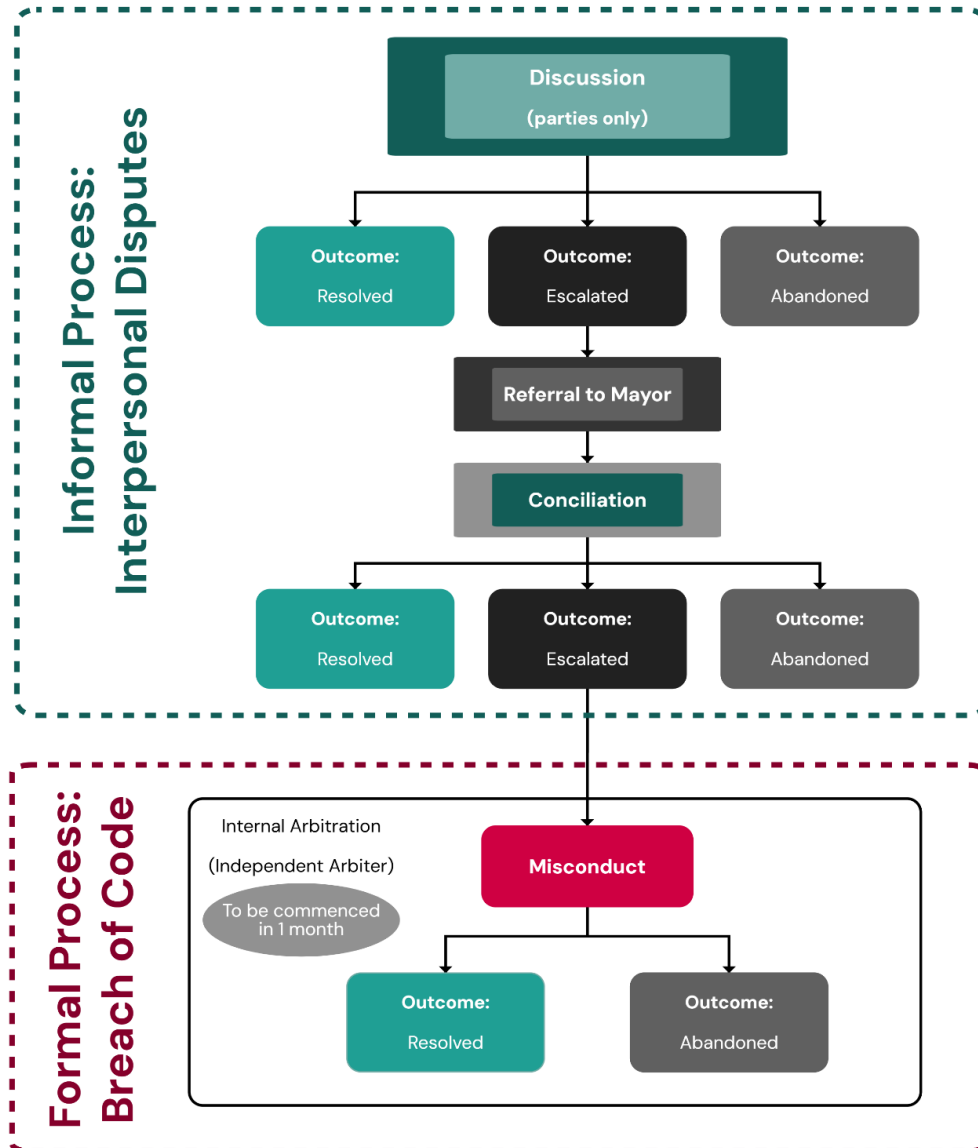 Informal Process:
Interpersonal Disputes
Discussion
(parties only)
Outcome:
Resolved
Outcome:
Escalated
Outcome:
Abandoned
Referral to Mayor
Conciliation
Outcome:
Resolved
Outcome:
Escalated
Outcome:
Abandoned
Formal Process:
Breach of Code
Internal Arbitration
(Independent Arbiter)
To be commenced
in 1 month
Misconduct
Outcome:
Resolved
Outcome:
Abandoned